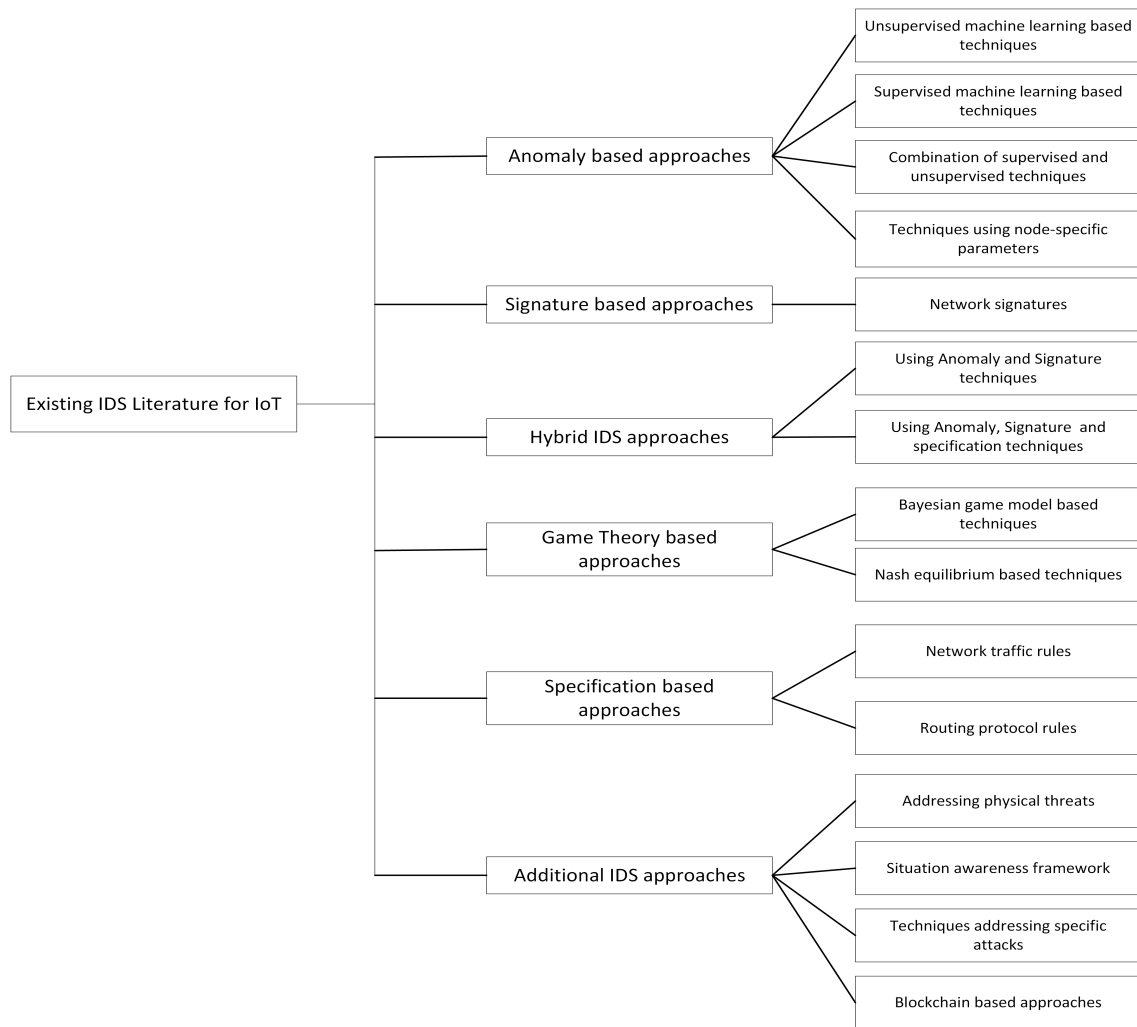 Existing IDS Literature for IoT
Anomaly based approaches
Unsupervised machine learning based
techniques
Supervised machine learning based
techniques
Combination of supervised and
unsupervised techniques
Techniques using node-specific
parameters
Signature based approaches
Network signatures
Hybrid IDS approaches
Using Anomaly and Signature
techniques
Using Anomaly, Signature and
specification techniques
Game Theory based
approaches
Bayesian game model based
techniques
Nash equilibrium based techniques
Specification based
approaches
Network traffic rules
Routing protocol rules
Additional IDS approaches
Addressing physical threats
Situation awareness framework
Techniques addressing specific
attacks
Blockchain based approaches